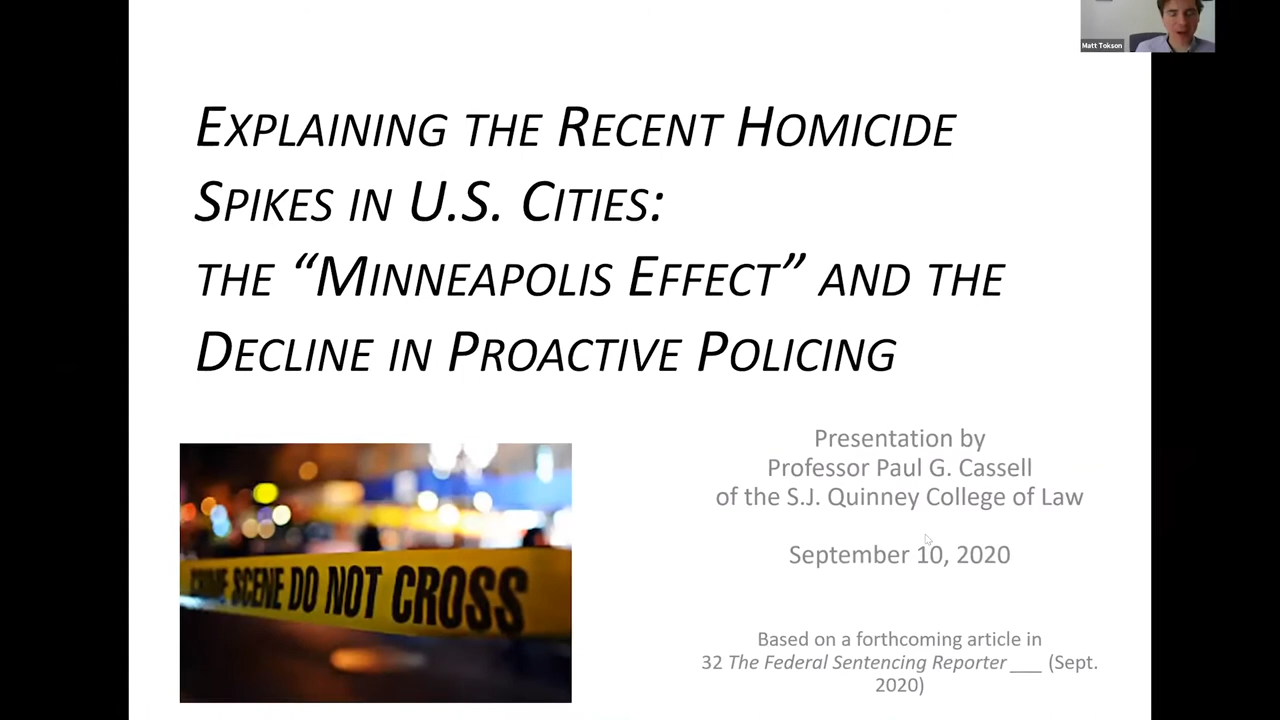 Matt Tokson
EXPLAINING THE RECENT HOMICIDE
SPIKES IN U.S. CITIES:
THE “MINNEAPOLIS EFFECT” AND THE
DECLINE IN PROACTIVE POLICING
Presentation by
Professor Paul G. Cassell
of the S.J. Quinney College of Law
September 10, 2020
CRIME SCENE DO NOT CROSS
Based on a forthcoming article in
32 The Federal Sentencing Reporter ___ (Sept.
2020)